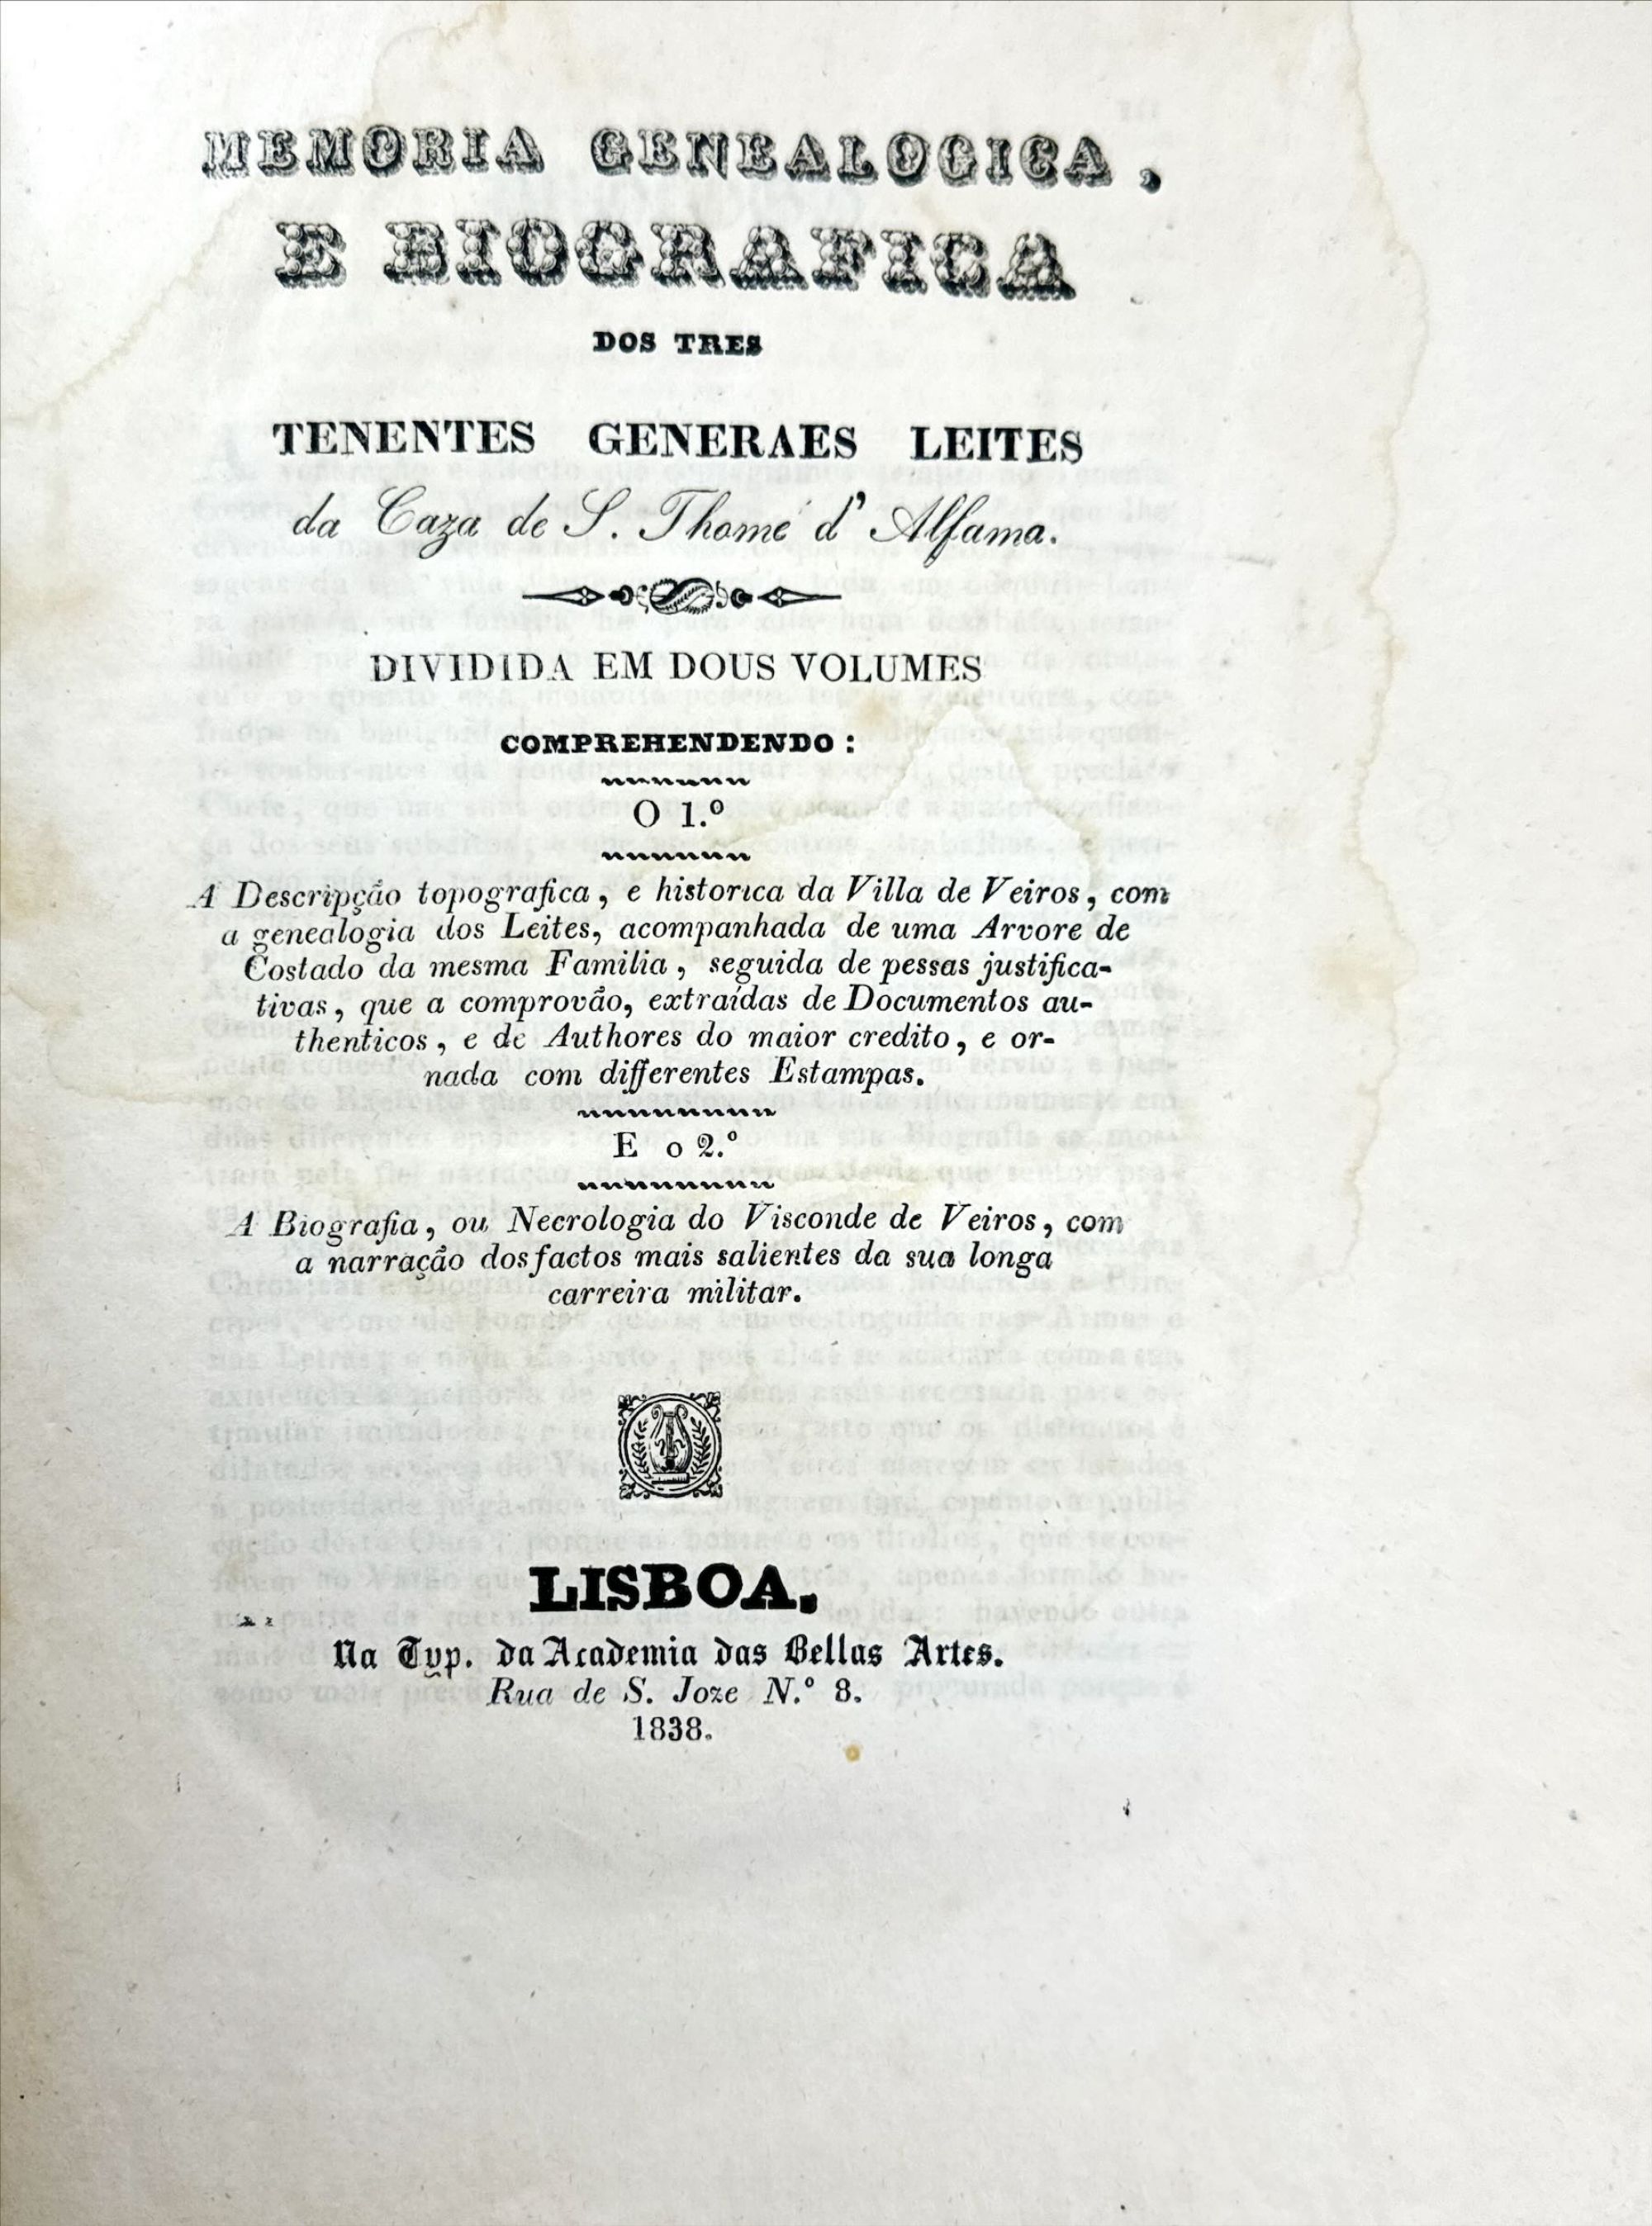 MEMORIA GENEALOGICA,
E BIOGRAFICA
DOS TRES
TENENTES GENERAES LEITES
da Caza de S. Thomé d' Alfama.
DIVIDIDA EM DOUS VOLUMES
COMPREHENDENDO:
O 1.º
A Descripção topografica, e historica da Villa de Veiros, com
a genealogia dos Leites, acompanhada de uma Arvore de
Costado da mesma Familia, seguida de pessas justifica-
tivas, que a comprovão, extraídas de Documentos au-
thenticos, e de Authores do maior credito, e or-
nada com differentes Estampas.
E o 2.º
A Biografia, ou Necrologia do Visconde de Veiros, com
a narração dos factos mais salientes da sua longa
carreira militar.
LISBOA.
Na Typ. da Academia das Bellas Artes.
Rua de S. Joze N.º 8.
1838.